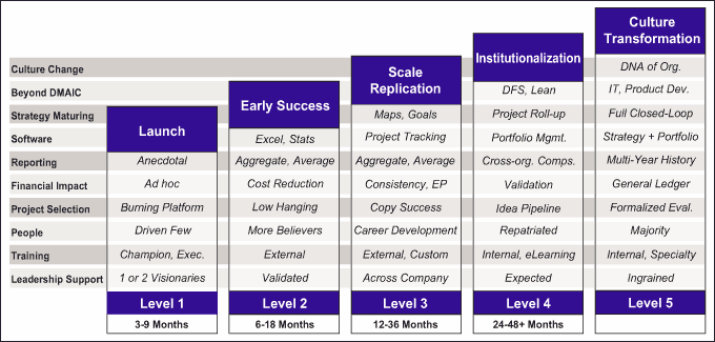 Culture
Transformation
Institutionalization
Scale
Replication
Early Success
Launch
Culture Change DNA of Org.
Beyond DMAIC DFS, Lean IT, Product Dev.
Strategy Maturing Maps, Goals Project Roll-up Full Closed-Loop
Software Excel, Stats Project Tracking Portfolio Mgmt. Strategy + Portfolio
Reporting Anecdotal Aggregate, Average Aggregate, Average Cross-org. Comps. Multi-Year History
Financial Impact Ad hoc Cost Reduction Consistency, EP Validation General Ledger
Project Selection Burning Platform Low Hanging Copy Success Idea Pipeline Formalized Eval.
People Driven Few More Believers Career Development Repatriated Majority
Training Champion, Exec. External External, Custom Internal, eLearning Internal, Specialty
Leadership Support 1 or 2 Visionaries Validated Across Company Expected Ingrained
Level 1 Level 2 Level 3 Level 4 Level 5
3-9 Months 6-18 Months 12-36 Months 24-48+ Months